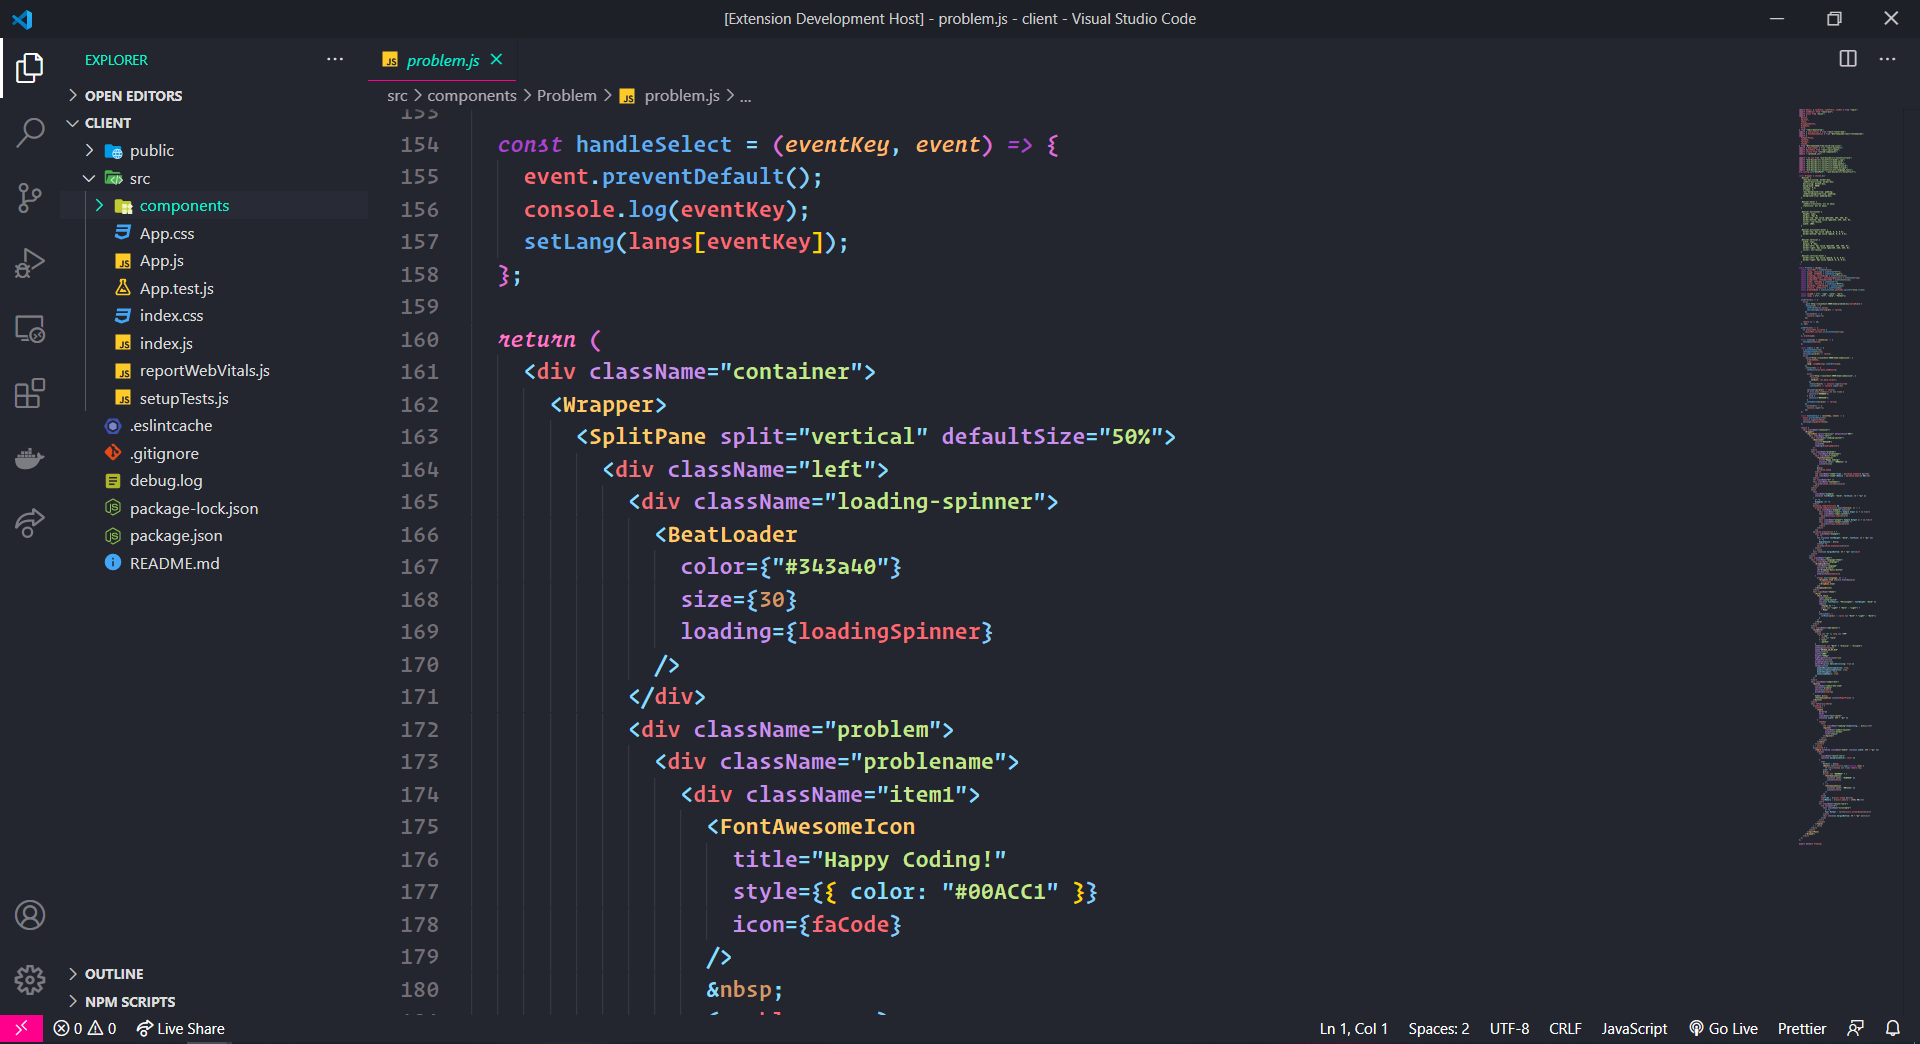 [Extension Development Host] - problem.js - client - Visual Studio Code
EXPLORER
OPEN EDITORS
CLIENT
public
src
components
App.css
App.js
App.test.js
index.css
index.js
reportWebVitals.js
setupTests.js
.eslintcache
.gitignore
debug.log
package-lock.json
package.json
README.md
OUTLINE
NPM SCRIPTS
JS problem.js
src > components > Problem > JS problem.js > ...
153
154 const handleSelect = (eventKey, event) => {
155 event.preventDefault();
156 console.log(eventKey);
157 setLang(langs[eventKey]);
158 };
159
160 return (
161 <div className="container">
162 <Wrapper>
163 <SplitPane split="vertical" defaultSize="50%">
164 <div className="left">
165 <div className="loading-spinner">
166 <BeatLoader
167 color={"#343a40"}
168 size={30}
169 loading={loadingSpinner}
170 />
171 </div>
172 <div className="problem">
173 <div className="problename">
174 <div className="item1">
175 <FontAwesomeIcon
176 title="Happy Coding!"
177 style={{ color: "#00ACC1" }}
178 icon={faCode}
179 />
180 &nbsp;
0 0 Live Share
Ln 1, Col 1 Spaces: 2 UTF-8 CRLF JavaScript Go Live Prettier